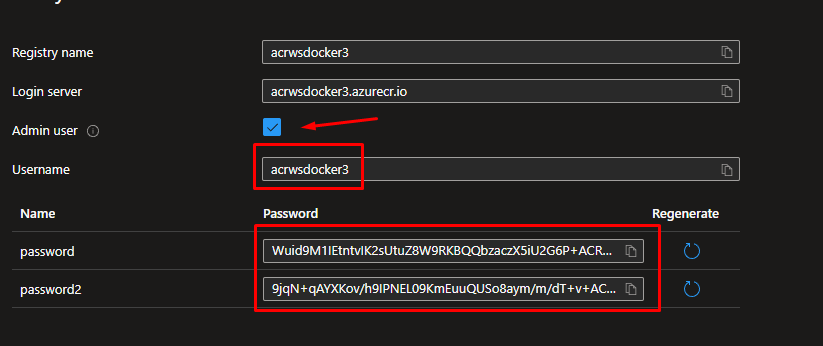 Registry name acrwsdocker3
Login server acrwsdocker3.azurecr.io
Admin user
Username acrwsdocker3
Name Password Regenerate
password Wuid9M1IEtntvIK2sUtuZ8W9RKBQQbzaczX5iU2G6P+ACR...
password2 9jqN+qAYXKov/h9IPNEL09KmEuuQUSo8aym/m/dT+v+AC...